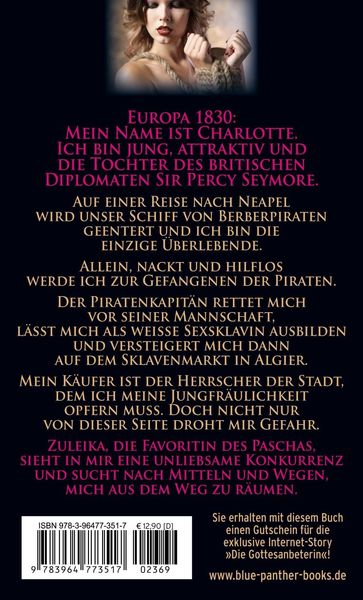 Europa 1830:
Mein Name ist Charlotte.
Ich bin jung, attraktiv und
die Tochter des britischen
Diplomaten Sir Percy Seymore.
Auf einer Reise nach Neapel
wird unser Schiff von Berberpiraten
geentert und ich bin die
einzige Überlebende.
Allein, nackt und hilflos
werde ich zur Gefangenen der Piraten.
Der Piratenkapitän rettet mich
vor seiner Mannschaft,
lässt mich als weisse Sexsklavin ausbilden
und versteigert mich dann
auf dem Sklavenmarkt in Algier.
Mein Käufer ist der Herrscher der Stadt,
dem ich meine Jungfräulichkeit
opfern muss. Doch nicht nur
von dieser Seite droht mir Gefahr.
Zuleika, die Favoritin des Paschas,
sieht in mir eine unliebsame Konkurrenz
und sucht nach Mitteln und Wegen,
mich aus dem Weg zu räumen.
ISBN 978-3-96477-351-7 € 12,90 [D]
9 783964 773517 02369
Sie erhalten mit diesem Buch
einen Gutschein für die
exklusive Internet-Story
»Die Gottesanbeterin«!
www.blue-panther-books.de